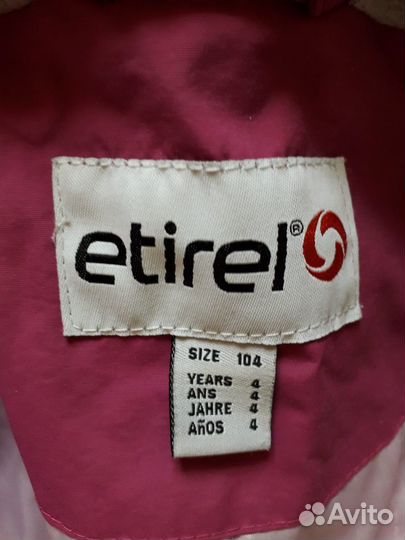 etirel®
SIZE 104
YEARS 4
ANS 4
JAHRE 4
AñOS 4
Avito